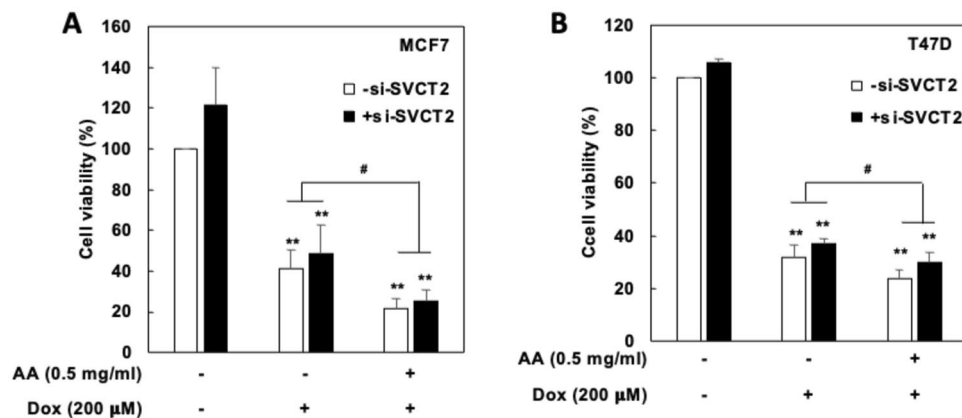 A
MCF7
-si-SVCT2
+si-SVCT2
Cell viability (%)
160
140
120
100
80
60
40
20
0
#
** ** ** **
AA (0.5 mg/ml) - - +
Dox (200 μM) - + +
B
T47D
-si-SVCT2
+si-SVCT2
Ccell viability (%)
120
100
80
60
40
20
0
#
** ** ** **
AA (0.5 mg/ml) - - +
Dox (200 μM) - + +